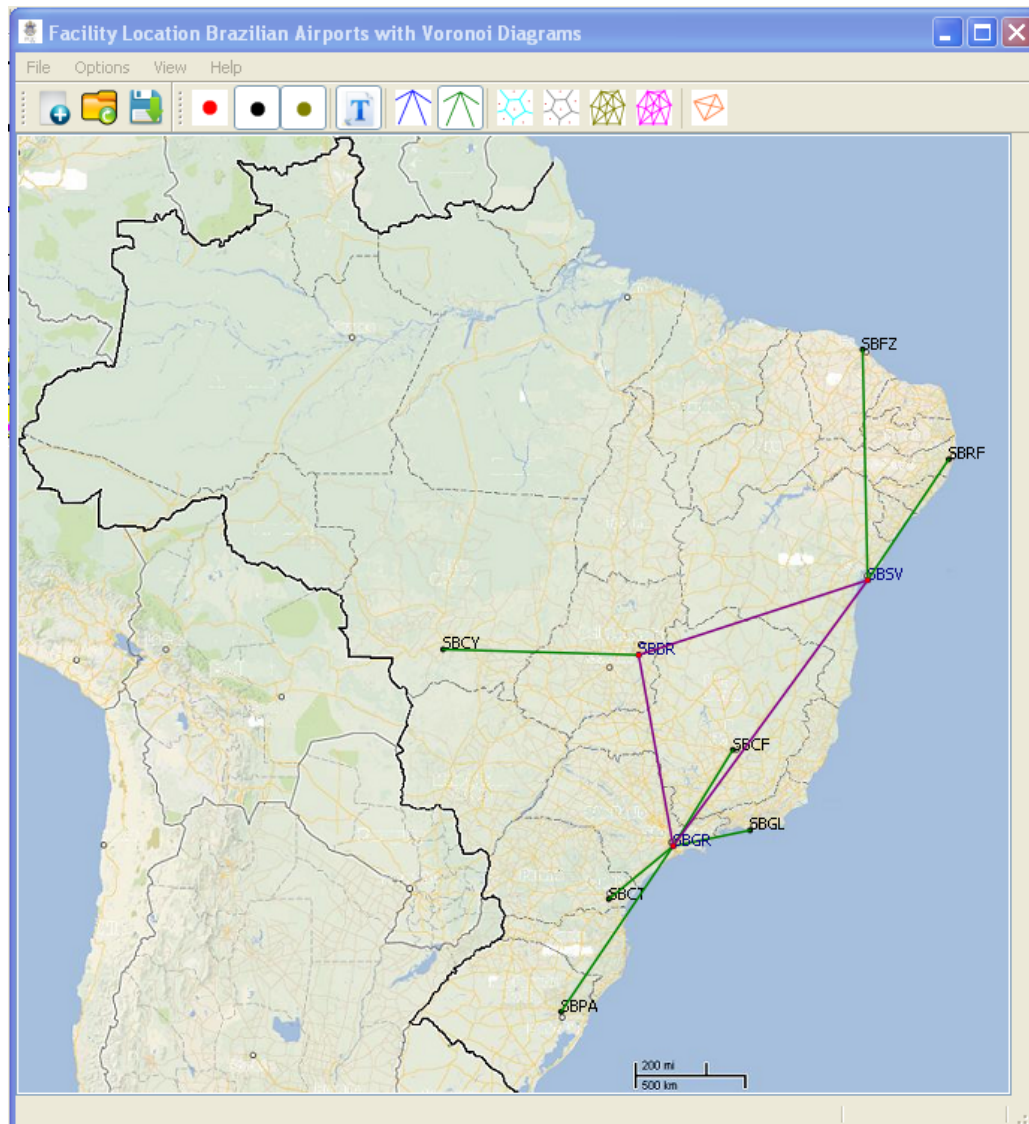 Facility Location Brazilian Airports with Voronoi Diagrams
File Options View Help
T
SBFZ
SBRF
SBSV
SBCY
SBBR
SBCF
SBGL
SBGR
SBCT
SBPA
200 mi
500 km